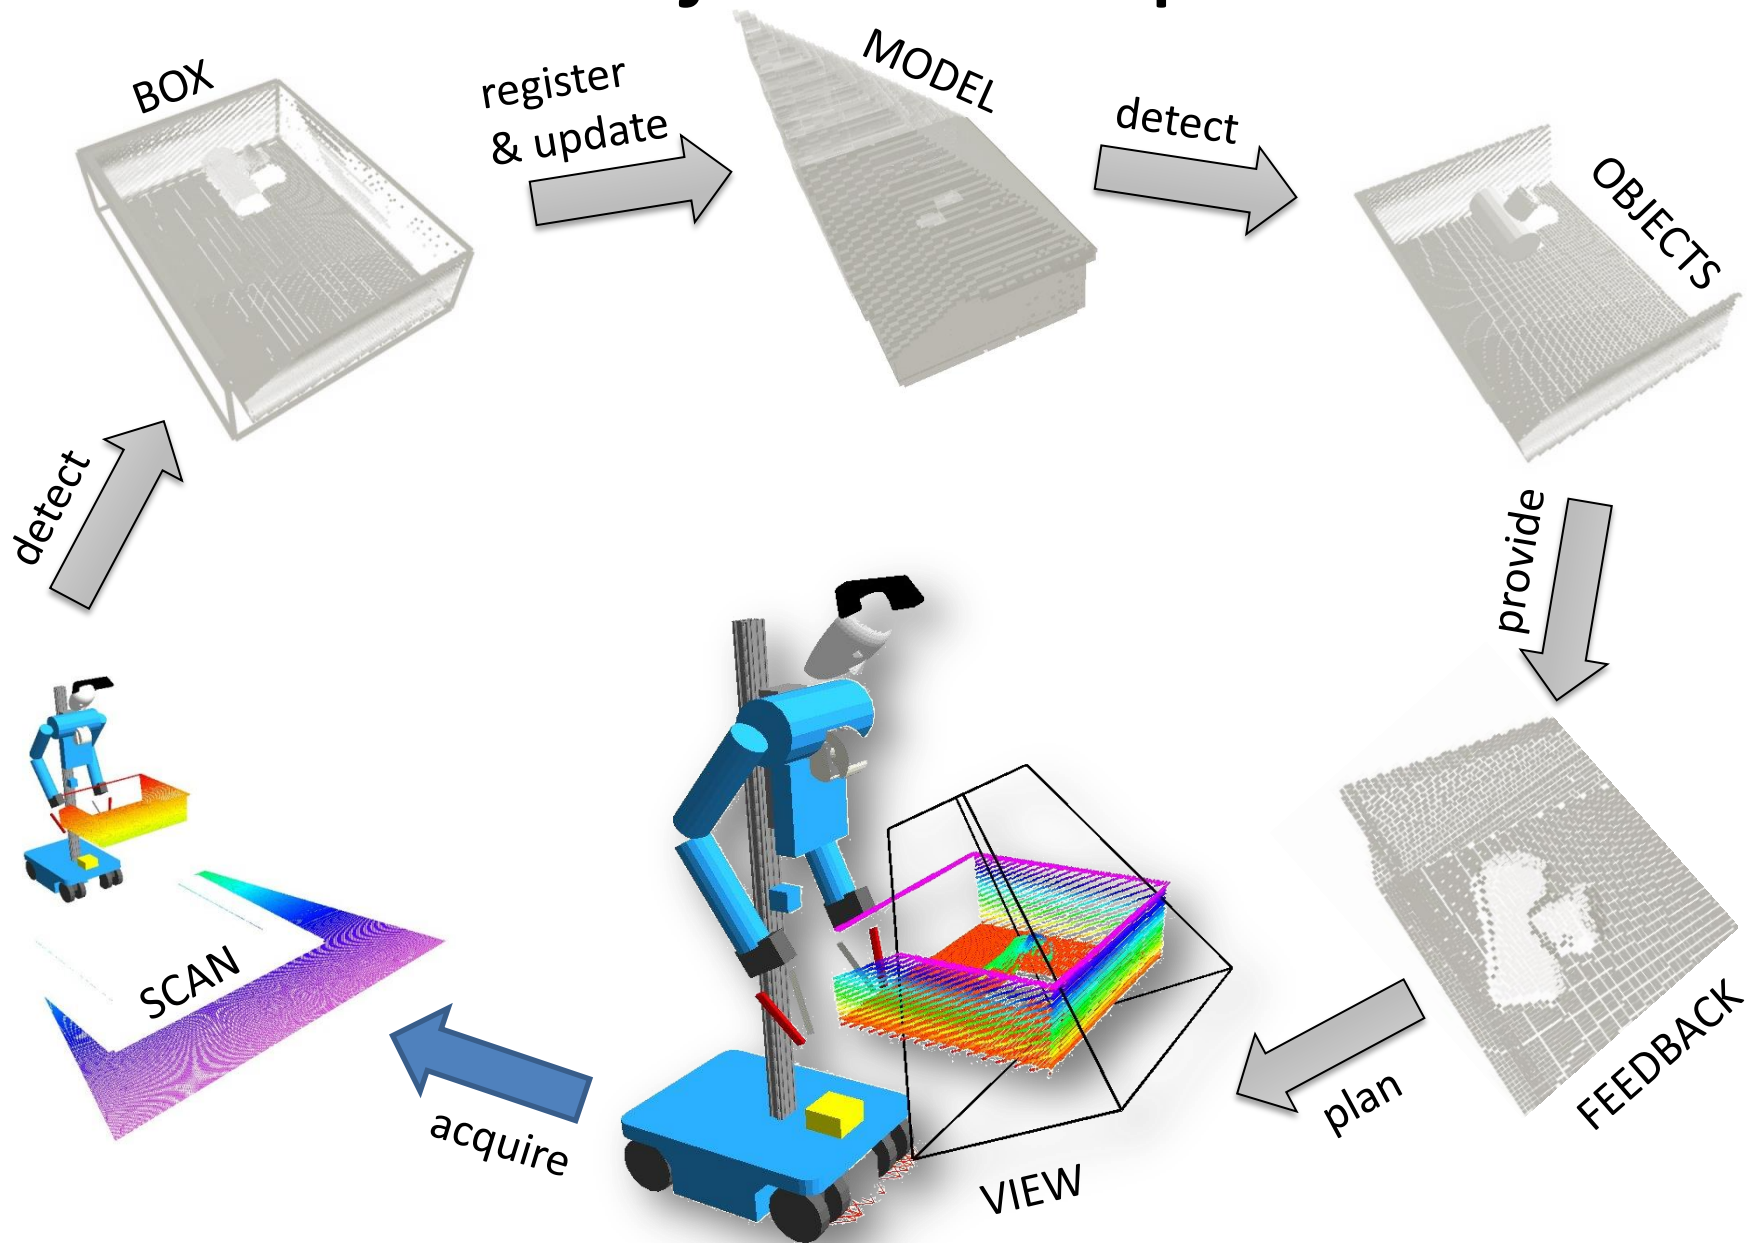 BOX
register
& update
MODEL
detect
OBJECTS
provide
FEEDBACK
plan
VIEW
acquire
SCAN
detect